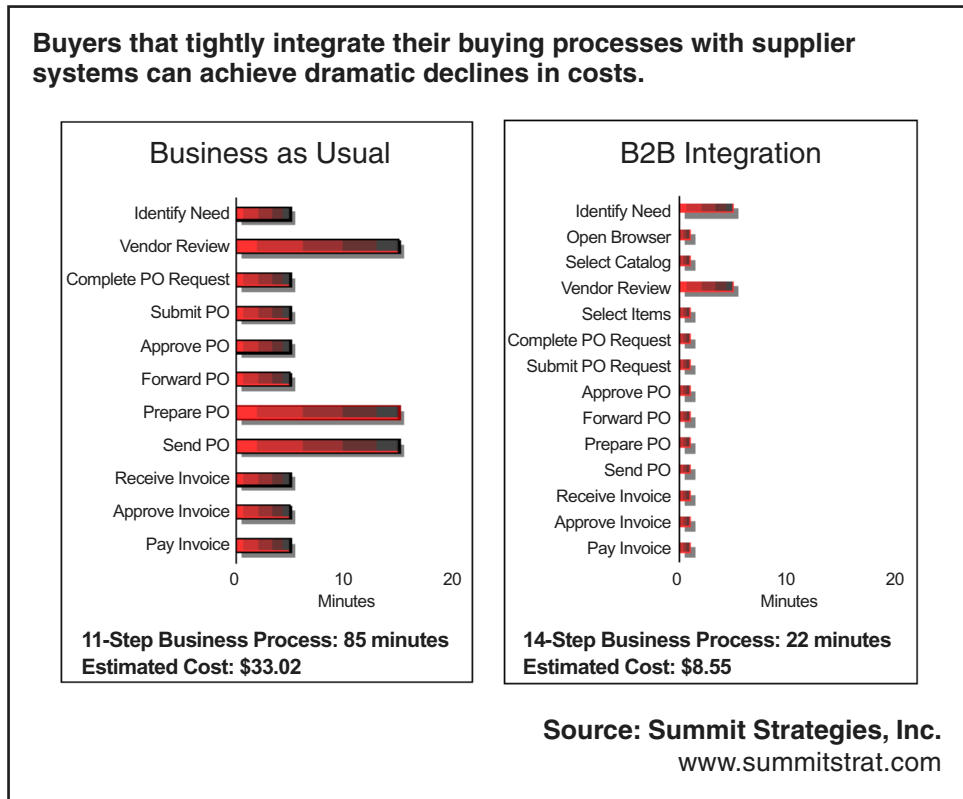 Buyers that tightly integrate their buying processes with supplier
systems can achieve dramatic declines in costs.
Business as Usual
Identify Need
Vendor Review
Complete PO Request
Submit PO
Approve PO
Forward PO
Prepare PO
Send PO
Receive Invoice
Approve Invoice
Pay Invoice
0 10 20
Minutes
11-Step Business Process: 85 minutes
Estimated Cost: $33.02
B2B Integration
Identify Need
Open Browser
Select Catalog
Vendor Review
Select Items
Complete PO Request
Submit PO Request
Approve PO
Forward PO
Prepare PO
Send PO
Receive Invoice
Approve Invoice
Pay Invoice
0 10 20
Minutes
14-Step Business Process: 22 minutes
Estimated Cost: $8.55
Source: Summit Strategies, Inc.
www.summitstrat.com